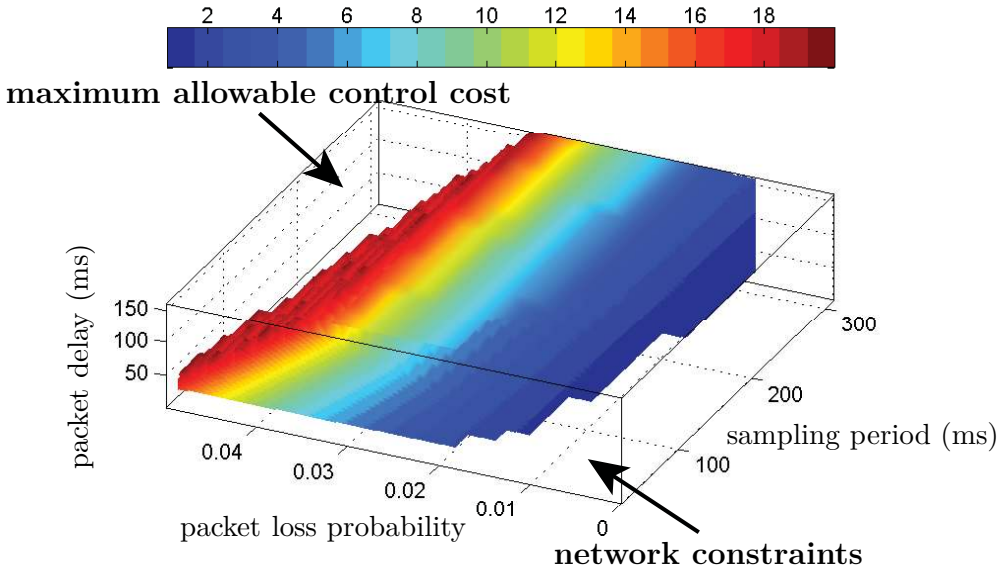 2 4 6 8 10 12 14 16 18
maximum allowable control cost
packet delay (ms)
150
100
50
0.04
0.03
0.02
0.01
0
packet loss probability
300
200
100
sampling period (ms)
network constraints